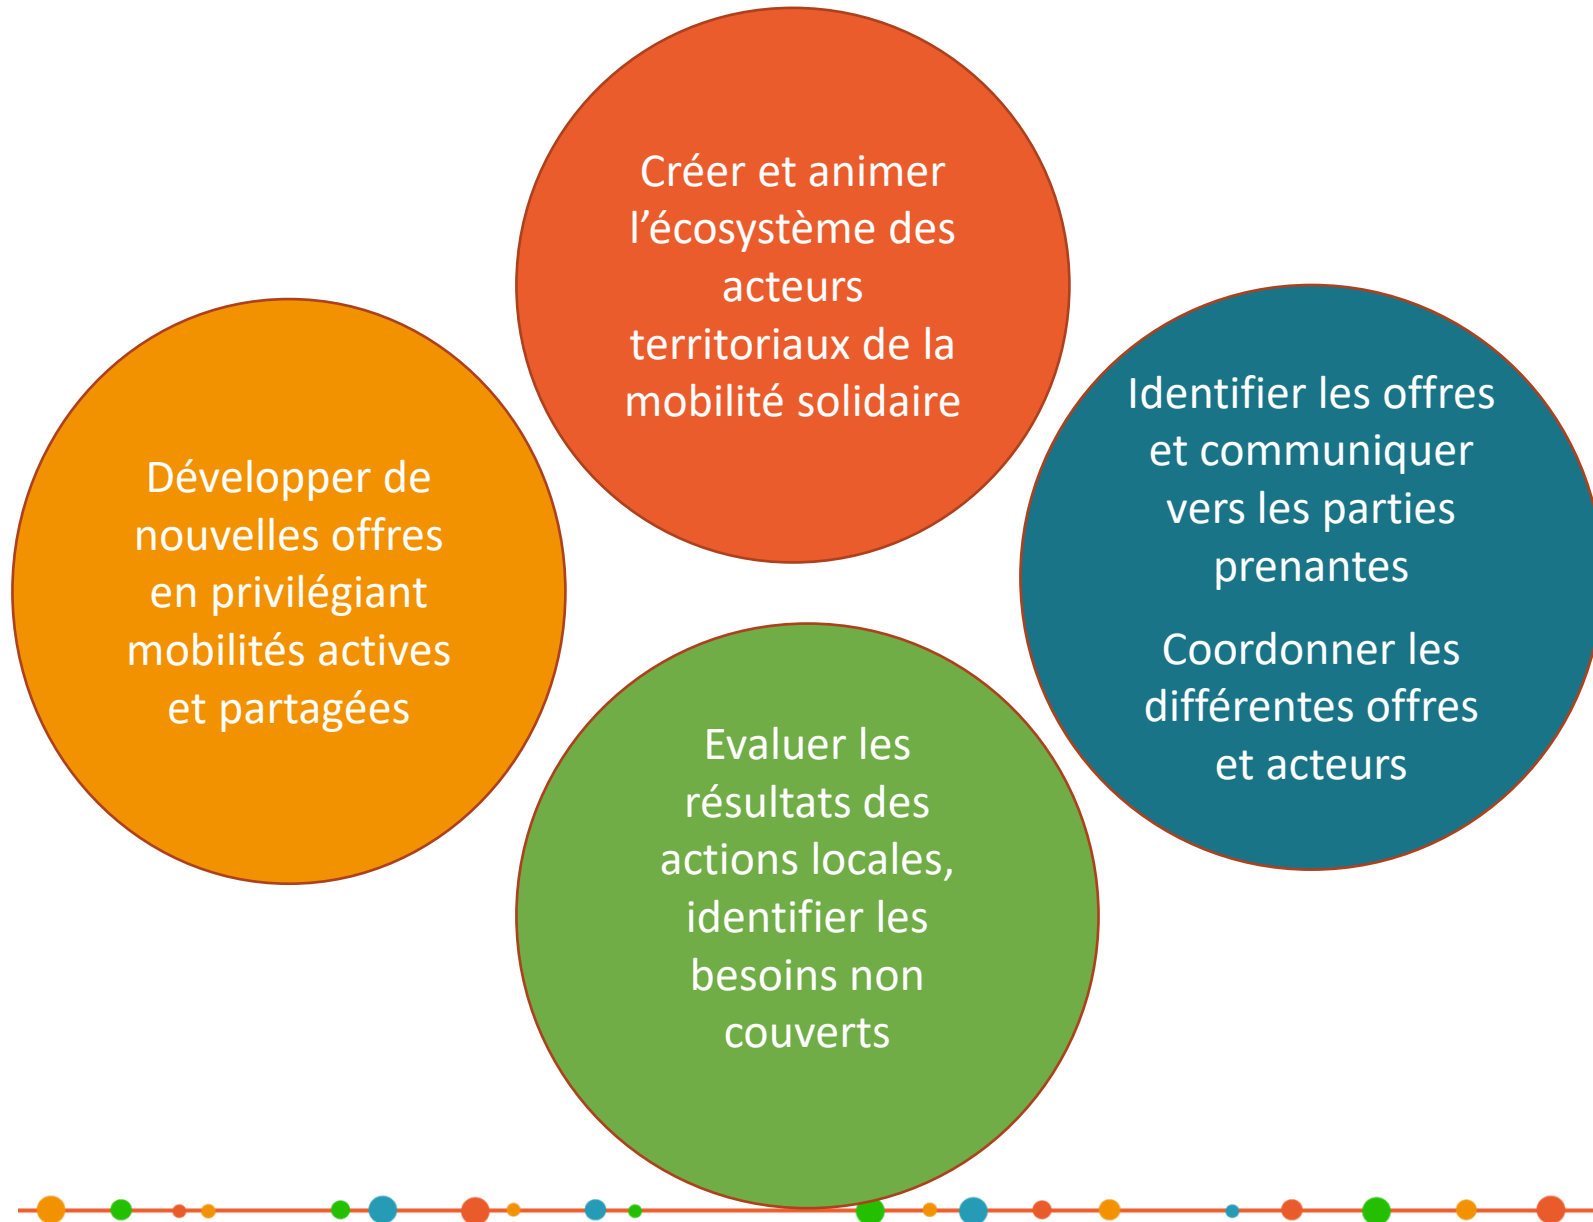 Créer et animer
l’écosystème des
acteurs
territoriaux de la
mobilité solidaire
Développer de
nouvelles offres
en privilégiant
mobilités actives
et partagées
Identifier les offres
et communiquer
vers les parties
prenantes
Coordonner les
différentes offres
et acteurs
Evaluer les
résultats des
actions locales,
identifier les
besoins non
couverts